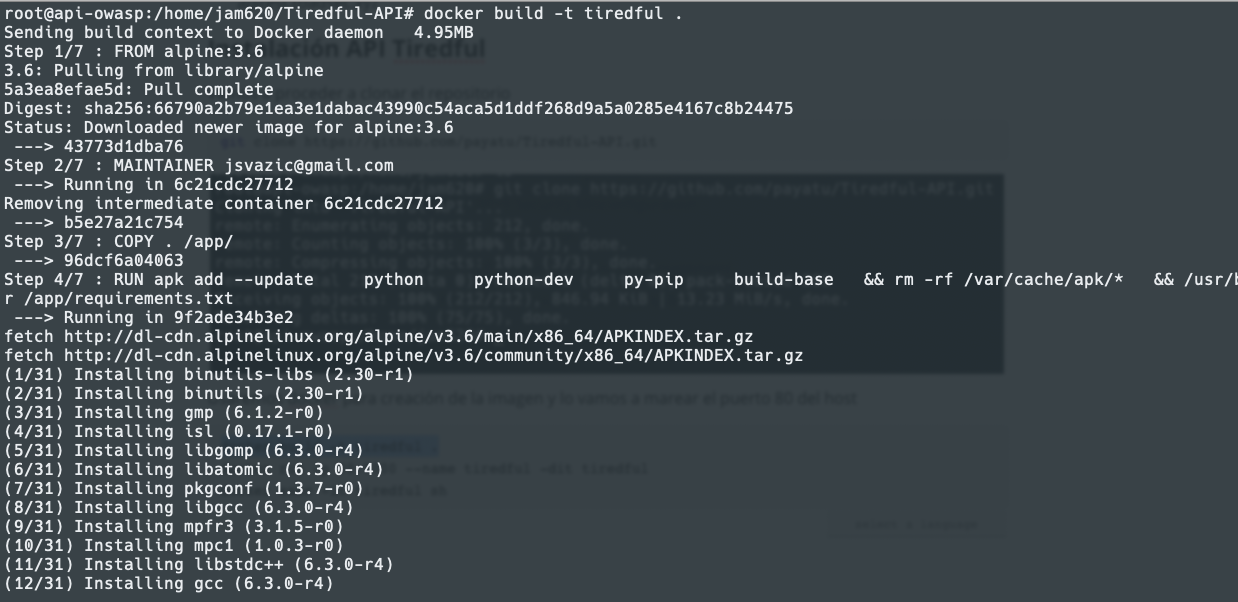 root@api-owasp:/home/jam620/Tiredful-API# docker build -t tiredful .
Sending build context to Docker daemon   4.95MB
Step 1/7 : FROM alpine:3.6
3.6: Pulling from library/alpine
5a3ea8efae5d: Pull complete
Digest: sha256:66790a2b79e1ea3e1dabac43990c54aca5d1ddf268d9a5a0285e4167c8b24475
Status: Downloaded newer image for alpine:3.6
 ---> 43773d1dba76
Step 2/7 : MAINTAINER jsvazic@gmail.com
 ---> Running in 6c21cdc27712
Removing intermediate container 6c21cdc27712
 ---> b5e27a21c754
Step 3/7 : COPY . /app/
 ---> 96dcf6a04063
Step 4/7 : RUN apk add --update     python     python-dev     py-pip     build-base   && rm -rf /var/cache/apk/*   && /usr/b
r /app/requirements.txt
 ---> Running in 9f2ade34b3e2
fetch http://dl-cdn.alpinelinux.org/alpine/v3.6/main/x86_64/APKINDEX.tar.gz
fetch http://dl-cdn.alpinelinux.org/alpine/v3.6/community/x86_64/APKINDEX.tar.gz
(1/31) Installing binutils-libs (2.30-r1)
(2/31) Installing binutils (2.30-r1)
(3/31) Installing gmp (6.1.2-r0)
(4/31) Installing isl (0.17.1-r0)
(5/31) Installing libgomp (6.3.0-r4)
(6/31) Installing libatomic (6.3.0-r4)
(7/31) Installing pkgconf (1.3.7-r0)
(8/31) Installing libgcc (6.3.0-r4)
(9/31) Installing mpfr3 (3.1.5-r0)
(10/31) Installing mpc1 (1.0.3-r0)
(11/31) Installing libstdc++ (6.3.0-r4)
(12/31) Installing gcc (6.3.0-r4)